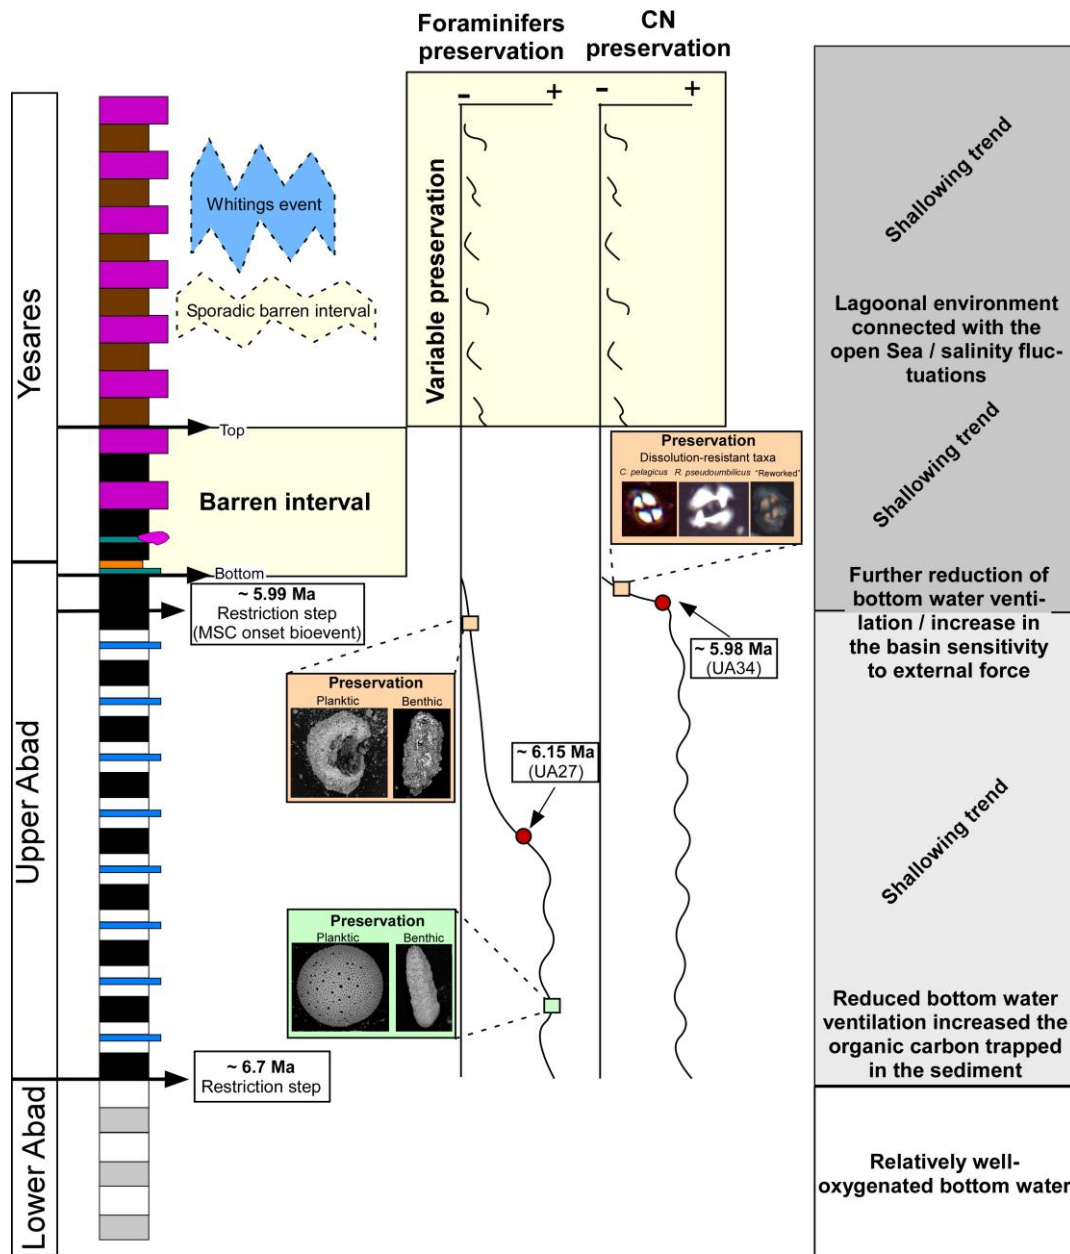 Foraminifers
preservation
CN
preservation
-
+
-
+
Yesares
Upper Abad
Lower Abad
Whitings event
Sporadic barren interval
Variable preservation
Top
Barren interval
Bottom
~ 5.99 Ma
Restriction step
(MSC onset bioevent)
Preservation
Dissolution-resistant taxa
C. pelagicus R. pseudoumbilicus "Reworked"
~ 5.98 Ma
(UA34)
Preservation
Planktic Benthic
~ 6.15 Ma
(UA27)
Preservation
Planktic Benthic
~ 6.7 Ma
Restriction step
Shallowing trend
Lagoonal environment
connected with the
open Sea / salinity fluc-
tuations
Shallowing trend
Further reduction of
bottom water venti-
lation / increase in
the basin sensitivity
to external force
Shallowing trend
Reduced bottom water
ventilation increased the
organic carbon trapped
in the sediment
Relatively well-
oxygenated bottom water